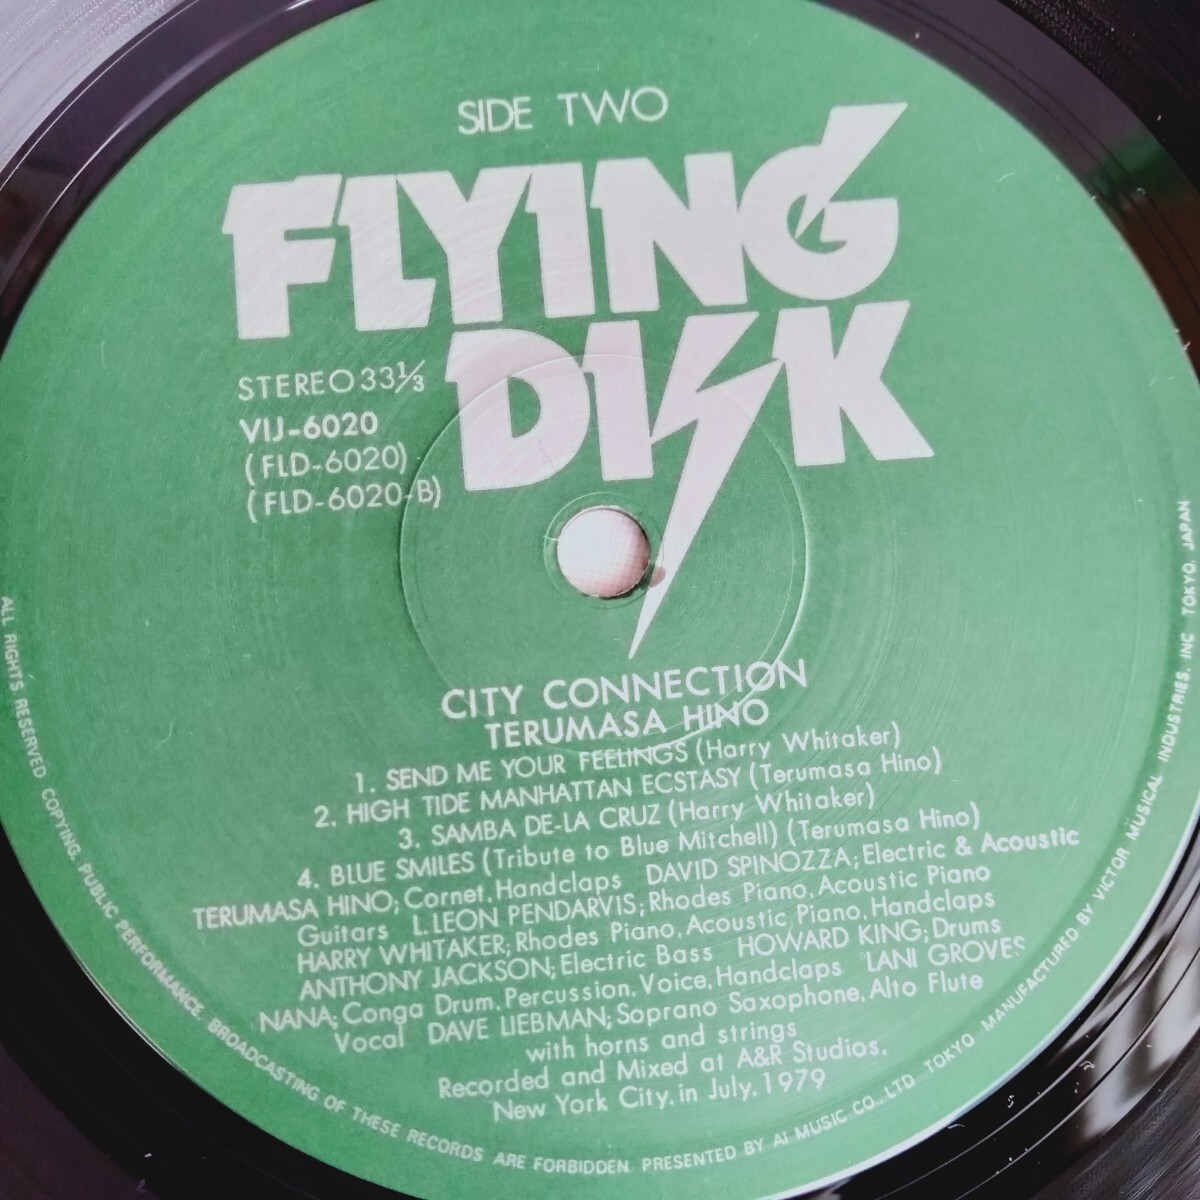 SIDE TWO
FLYING
DISK
STEREO 33⅓
VIJ-6020
(FLD-6020)
(FLD-6020-B)
CITY CONNECTION
TERUMASA HINO
1. SEND ME YOUR FEELINGS (Harry Whitaker)
2. HIGH TIDE MANHATTAN ECSTASY (Terumasa Hino)
3. SAMBA DE-LA CRUZ (Harry Whitaker)
4. BLUE SMILES (Tribute to Blue Mitchell) (Terumasa Hino)
TERUMASA HINO; Cornet, Handclaps DAVID SPINOZZA; Electric & Acoustic
Guitars L. LEON PENDARVIS; Rhodes Piano, Acoustic Piano
HARRY WHITAKER; Rhodes Piano, Acoustic Piano, Handclaps
ANTHONY JACKSON; Electric Bass HOWARD KING; Drums
NANA; Conga Drum, Percussion, Voice, Handclaps LANI GROVES
Vocal DAVE LIEBMAN; Soprano Saxophone, Alto Flute
with horns and strings
Recorded and Mixed at A&R Studios,
New York City, in July, 1979
ALL RIGHTS RESERVED. COPYING, PUBLIC PERFORMANCE, BROADCASTING OF THESE RECORDS ARE FORBIDDEN. PRESENTED BY AI MUSIC CO., LTD. TOKYO MANUFACTURED BY VICTOR MUSICAL INDUSTRIES, INC. TOKYO, JAPAN